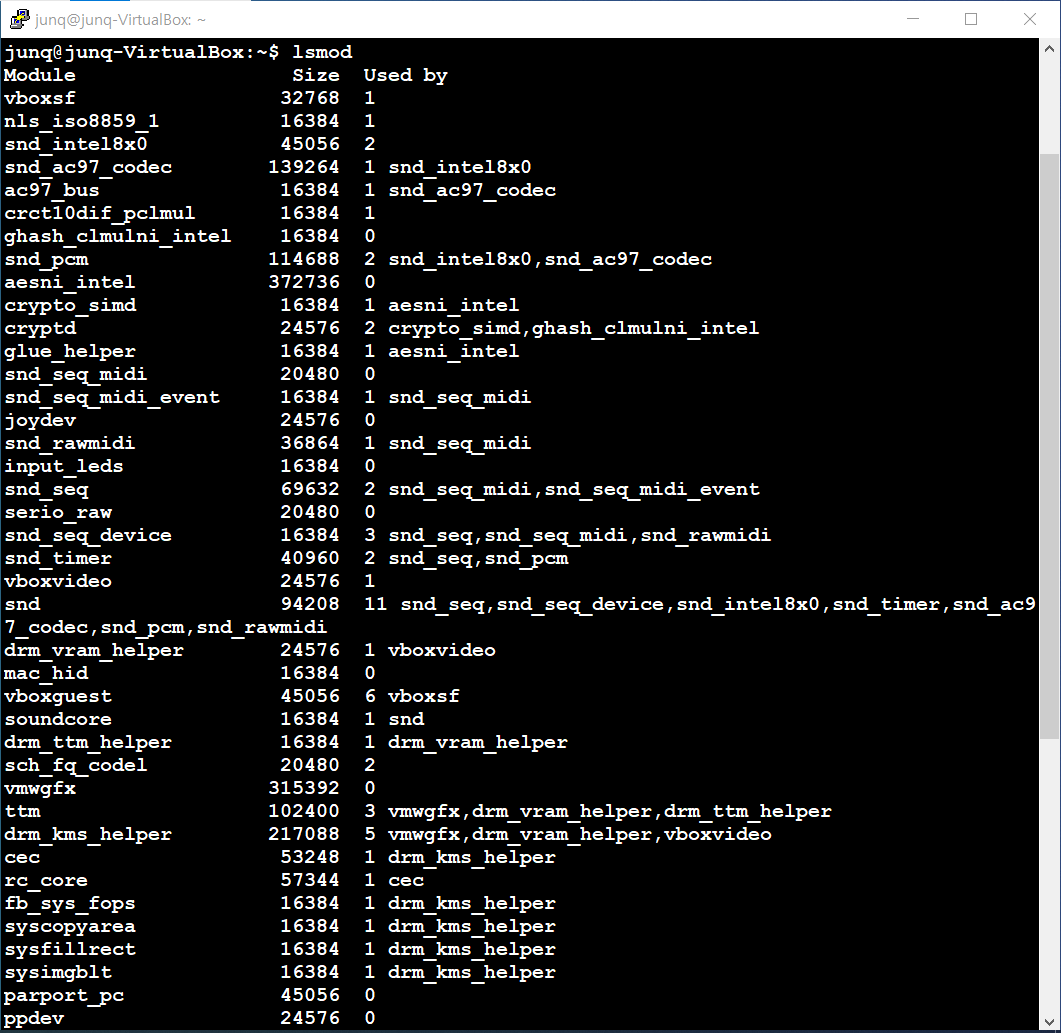 junq@junq-VirtualBox: ~
junq@junq-VirtualBox:~$ lsmod
Module                  Size  Used by
vboxsf                 32768  1
nls_iso8859_1          16384  1
snd_intel8x0           45056  2
snd_ac97_codec        139264  1 snd_intel8x0
ac97_bus               16384  1 snd_ac97_codec
crct10dif_pclmul       16384  1
ghash_clmulni_intel    16384  0
snd_pcm               114688  2 snd_intel8x0,snd_ac97_codec
aesni_intel           372736  0
crypto_simd            16384  1 aesni_intel
cryptd                 24576  2 crypto_simd,ghash_clmulni_intel
glue_helper            16384  1 aesni_intel
snd_seq_midi           20480  0
snd_seq_midi_event     16384  1 snd_seq_midi
joydev                 24576  0
snd_rawmidi            36864  1 snd_seq_midi
input_leds             16384  0
snd_seq                69632  2 snd_seq_midi,snd_seq_midi_event
serio_raw              20480  0
snd_seq_device         16384  3 snd_seq,snd_seq_midi,snd_rawmidi
snd_timer              40960  2 snd_seq,snd_pcm
vboxvideo              24576  1
snd                    94208  11 snd_seq,snd_seq_device,snd_intel8x0,snd_timer,snd_ac9
7_codec,snd_pcm,snd_rawmidi
drm_vram_helper        24576  1 vboxvideo
mac_hid                16384  0
vboxguest              45056  6 vboxsf
soundcore              16384  1 snd
drm_ttm_helper         16384  1 drm_vram_helper
sch_fq_codel           20480  2
vmwgfx                315392  0
ttm                   102400  3 vmwgfx,drm_vram_helper,drm_ttm_helper
drm_kms_helper        217088  5 vmwgfx,drm_vram_helper,vboxvideo
cec                    53248  1 drm_kms_helper
rc_core                57344  1 cec
fb_sys_fops            16384  1 drm_kms_helper
syscopyarea            16384  1 drm_kms_helper
sysfillrect            16384  1 drm_kms_helper
sysimgblt              16384  1 drm_kms_helper
parport_pc             45056  0
ppdev                  24576  0